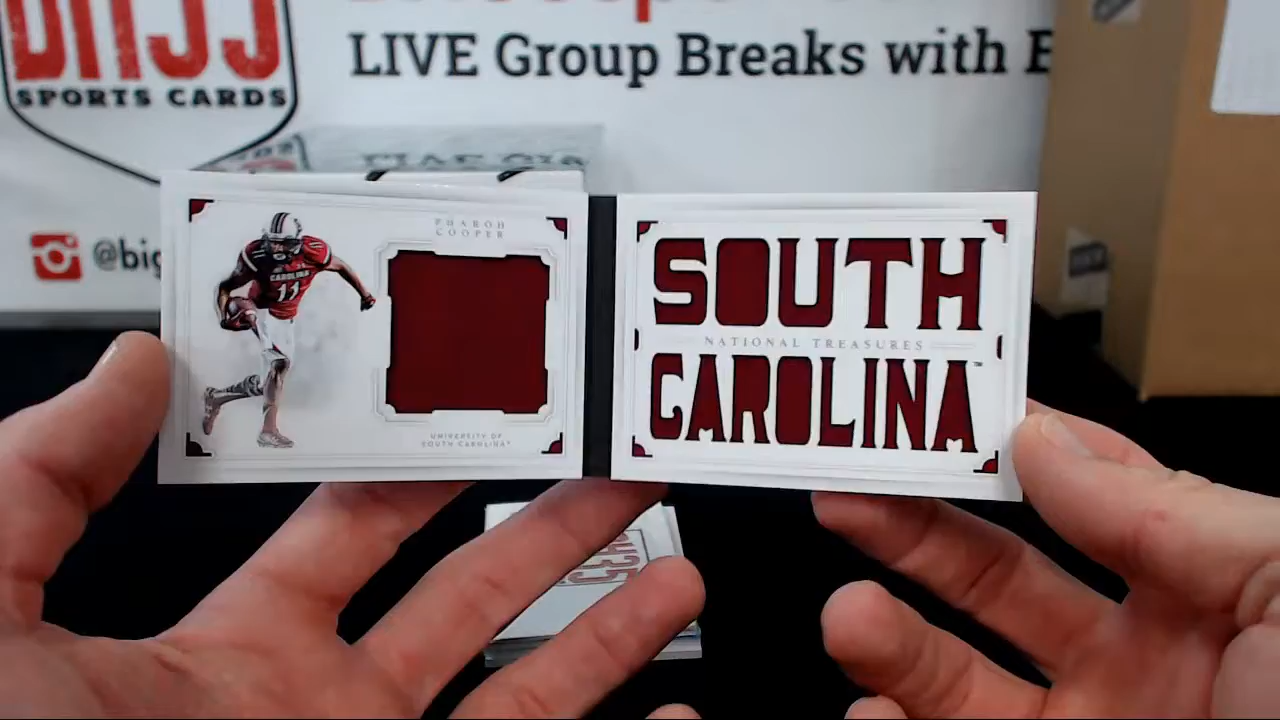 SPORTS CARDS
LIVE Group Breaks with
@big
PHAROH
COOPER
CAROLINA
11
UNIVERSITY OF
SOUTH CAROLINA
SOUTH
NATIONAL TREASURES
CAROLINA